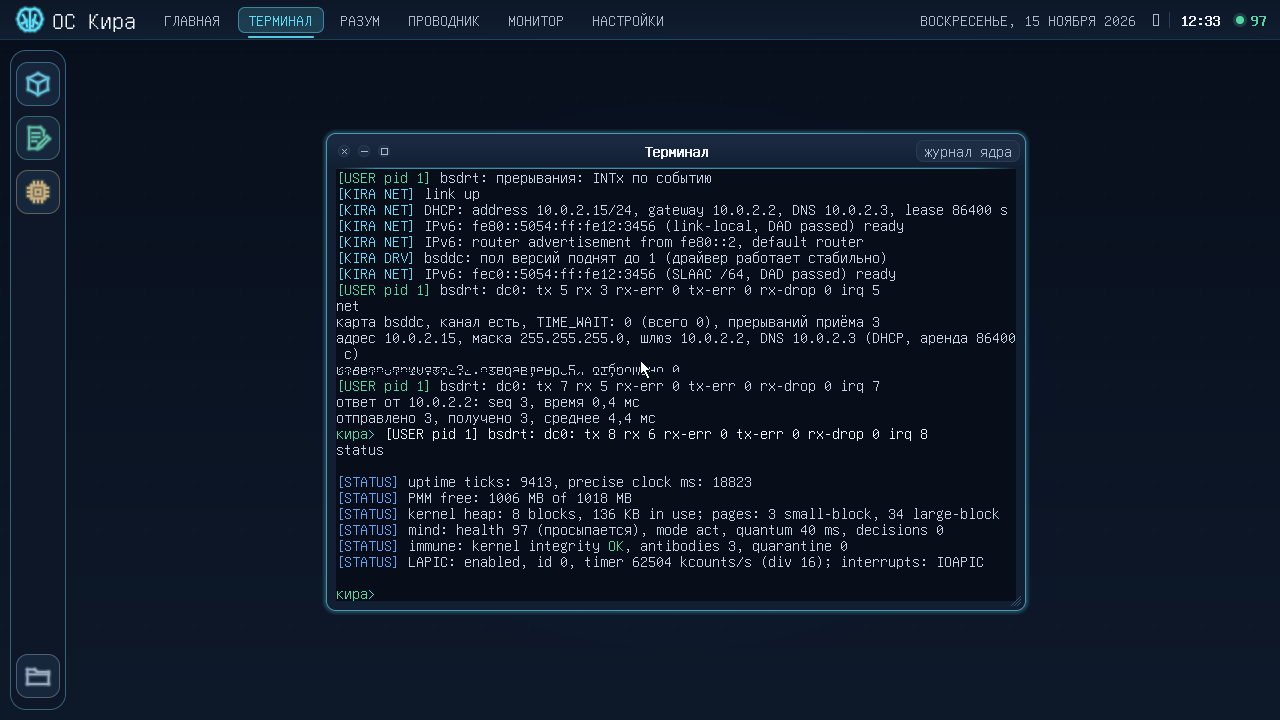 ОС Кира
ГЛАВНАЯ
ТЕРМИНАЛ
РАЗУМ
ПРОВОДНИК
МОНИТОР
НАСТРОЙКИ
ВОСКРЕСЕНЬЕ, 15 НОЯБРЯ 2026
12:33
97
Терминал
журнал ядра
[USER pid 1] bsdrt: прерывания: INTx по событию
[KIRA NET] link up
[KIRA NET] DHCP: address 10.0.2.15/24, gateway 10.0.2.2, DNS 10.0.2.3, lease 86400 s
[KIRA NET] IPv6: fe80::5054:ff:fe12:3456 (link-local, DAD passed) ready
[KIRA NET] IPv6: router advertisement from fe80::2, default router
[KIRA DRV] bsddc: пол версий поднят до 1 (драйвер работает стабильно)
[KIRA NET] IPv6: fec0::5054:ff:fe12:3456 (SLAAC /64, DAD passed) ready
[USER pid 1] bsdrt: dc0: tx 5 rx 3 rx-err 0 tx-err 0 rx-drop 0 irq 5
net
карта bsddc, канал есть, TIME_WAIT: 0 (всего 0), прерываний приёма 3
адрес 10.0.2.15, маска 255.255.255.0, шлюз 10.0.2.2, DNS 10.0.2.3 (DHCP, аренда 86400
с)
[USER pid 1] bsdrt: dc0: tx 7 rx 5 rx-err 0 tx-err 0 rx-drop 0 irq 7
ответ от 10.0.2.2: seq 3, время 0,4 мс
отправлено 3, получено 3, среднее 4,4 мс
кира> [USER pid 1] bsdrt: dc0: tx 8 rx 6 rx-err 0 tx-err 0 rx-drop 0 irq 8
status
[STATUS] uptime ticks: 9413, precise clock ms: 18823
[STATUS] PMM free: 1006 MB of 1018 MB
[STATUS] kernel heap: 8 blocks, 136 KB in use; pages: 3 small-block, 34 large-block
[STATUS] mind: health 97 (просыпается), mode act, quantum 40 ms, decisions 0
[STATUS] immune: kernel integrity OK, antibodies 3, quarantine 0
[STATUS] LAPIC: enabled, id 0, timer 62504 kcounts/s (div 16); interrupts: IOAPIC
кира>